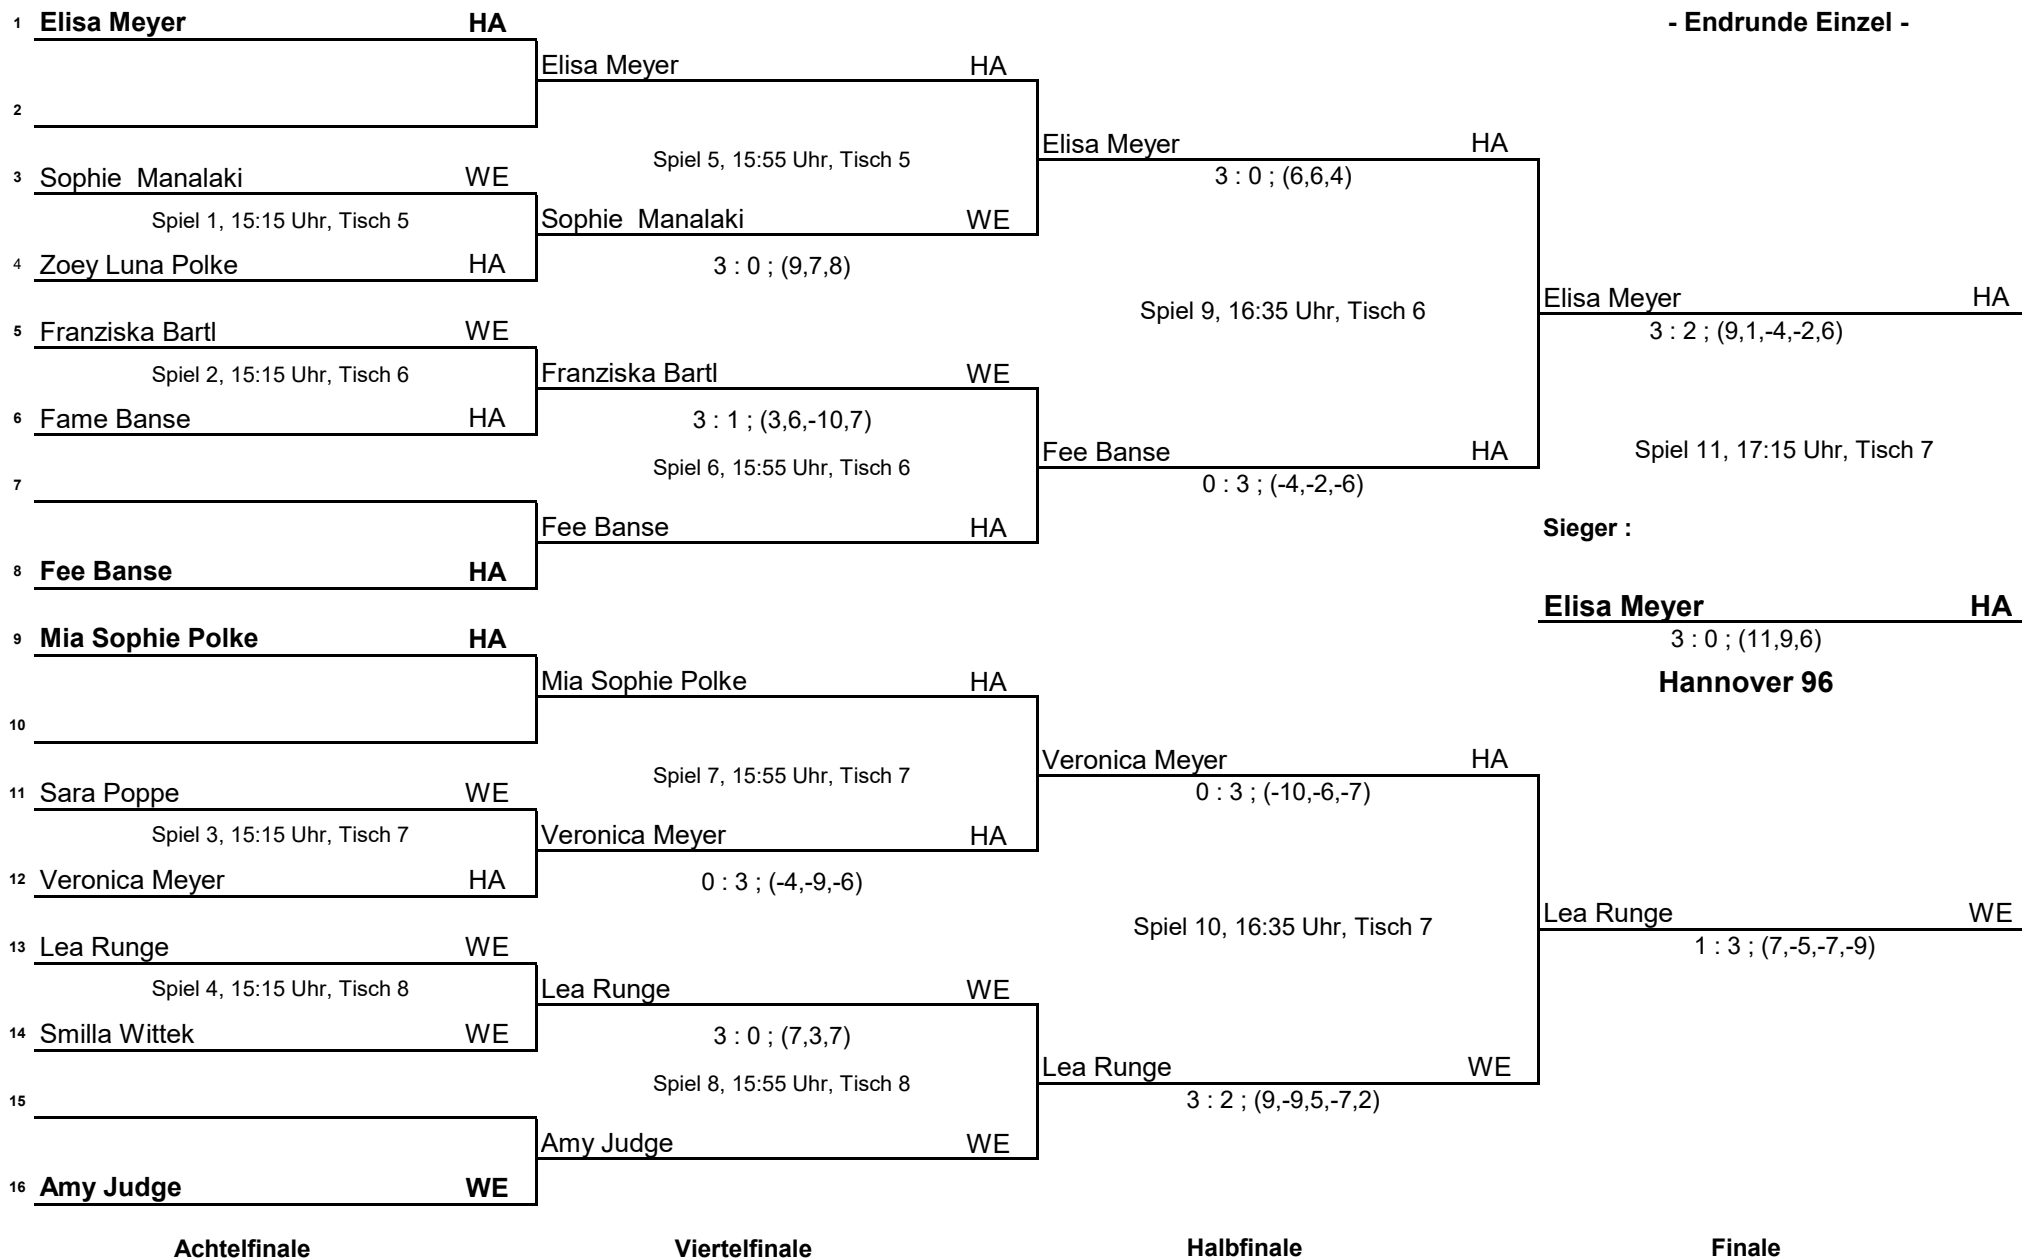 1 Elisa Meyer HA
- Endrunde Einzel -
Elisa Meyer HA
2
Elisa Meyer HA
Spiel 5, 15:55 Uhr, Tisch 5
3 Sophie  Manalaki WE
3 : 0 ; (6,6,4)
Spiel 1, 15:15 Uhr, Tisch 5
Sophie  Manalaki WE
4 Zoey Luna Polke HA
3 : 0 ; (9,7,8)
Elisa Meyer HA
Spiel 9, 16:35 Uhr, Tisch 6
5 Franziska Bartl WE
3 : 2 ; (9,1,-4,-2,6)
Spiel 2, 15:15 Uhr, Tisch 6
Franziska Bartl WE
6 Fame Banse HA
3 : 1 ; (3,6,-10,7)
Fee Banse HA
Spiel 11, 17:15 Uhr, Tisch 7
Spiel 6, 15:55 Uhr, Tisch 6
7
0 : 3 ; (-4,-2,-6)
Fee Banse HA
Sieger :
8 Fee Banse HA
Elisa Meyer HA
9 Mia Sophie Polke HA
3 : 0 ; (11,9,6)
Mia Sophie Polke HA
Hannover 96
10
Veronica Meyer HA
Spiel 7, 15:55 Uhr, Tisch 7
11 Sara Poppe WE
0 : 3 ; (-10,-6,-7)
Spiel 3, 15:15 Uhr, Tisch 7
Veronica Meyer HA
12 Veronica Meyer HA
0 : 3 ; (-4,-9,-6)
Lea Runge WE
Spiel 10, 16:35 Uhr, Tisch 7
13 Lea Runge WE
1 : 3 ; (7,-5,-7,-9)
Spiel 4, 15:15 Uhr, Tisch 8
Lea Runge WE
14 Smilla Wittek WE
3 : 0 ; (7,3,7)
Lea Runge WE
Spiel 8, 15:55 Uhr, Tisch 8
15
3 : 2 ; (9,-9,5,-7,2)
Amy Judge WE
16 Amy Judge WE
Achtelfinale Viertelfinale Halbfinale Finale